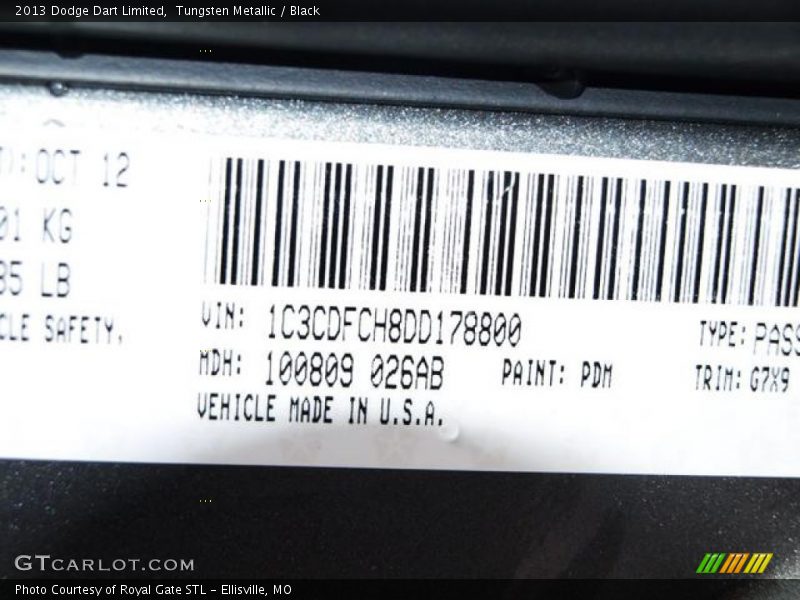 2013 Dodge Dart Limited, Tungsten Metallic / Black
: OCT 12
01 KG
85 LB
CLE SAFETY.
VIN: 1C3CDFCH8DD178800
TYPE: PASS
MDH: 100809 026AB
PAINT: PDM
TRIM: G7X9
VEHICLE MADE IN U.S.A.
GTCARLOT.COM
Photo Courtesy of Royal Gate STL - Ellisville, MO